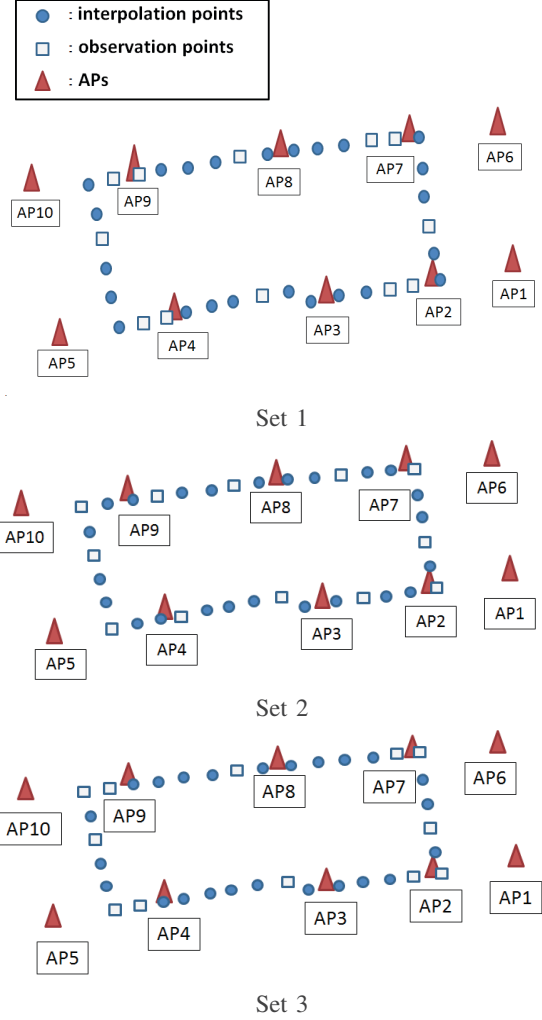 : interpolation points
: observation points
: APs
AP6
AP7
AP8
AP9
AP10
AP1
AP2
AP3
AP4
AP5
Set 1
AP6
AP7
AP8
AP9
AP10
AP1
AP2
AP3
AP4
AP5
Set 2
AP6
AP7
AP8
AP9
AP10
AP1
AP2
AP3
AP4
AP5
Set 3